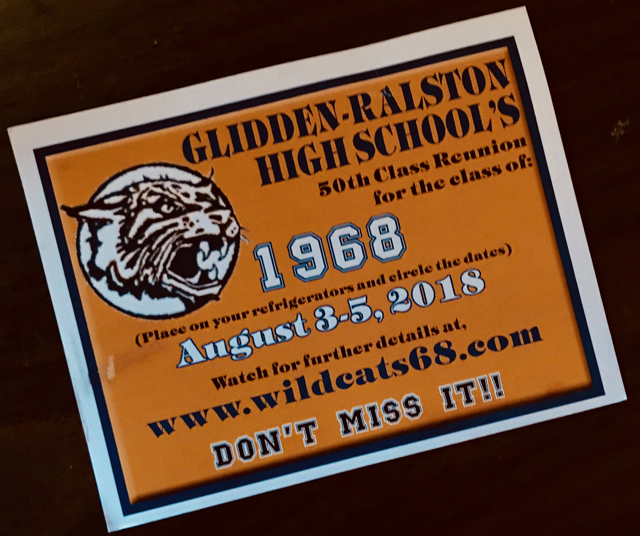 GLIDDEN-RALSTON
HIGH SCHOOL'S
50th Class Reunion
for the class of:
1968
(Place on your refrigerators and circle the dates)
August 3-5, 2018
Watch for further details at,
www.wildcats68.com
DON'T MISS IT!!